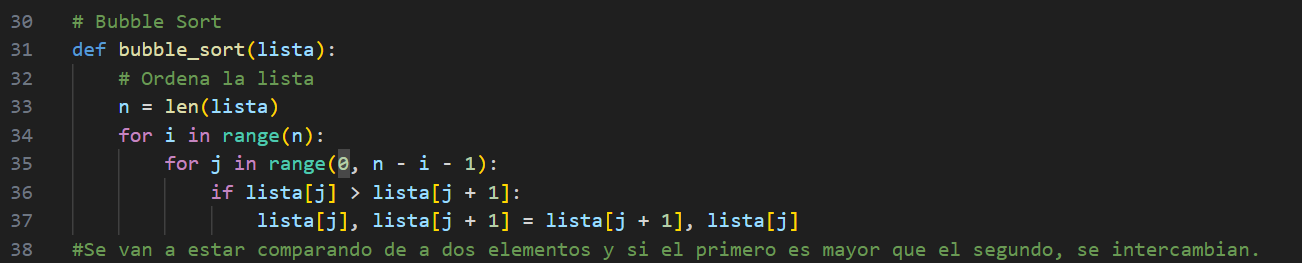 30 # Bubble Sort
31 def bubble_sort(lista):
32     # Ordena la lista
33     n = len(lista)
34     for i in range(n):
35         for j in range(0, n - i - 1):
36             if lista[j] > lista[j + 1]:
37                 lista[j], lista[j + 1] = lista[j + 1], lista[j]
38 #Se van a estar comparando de a dos elementos y si el primero es mayor que el segundo, se intercambian.